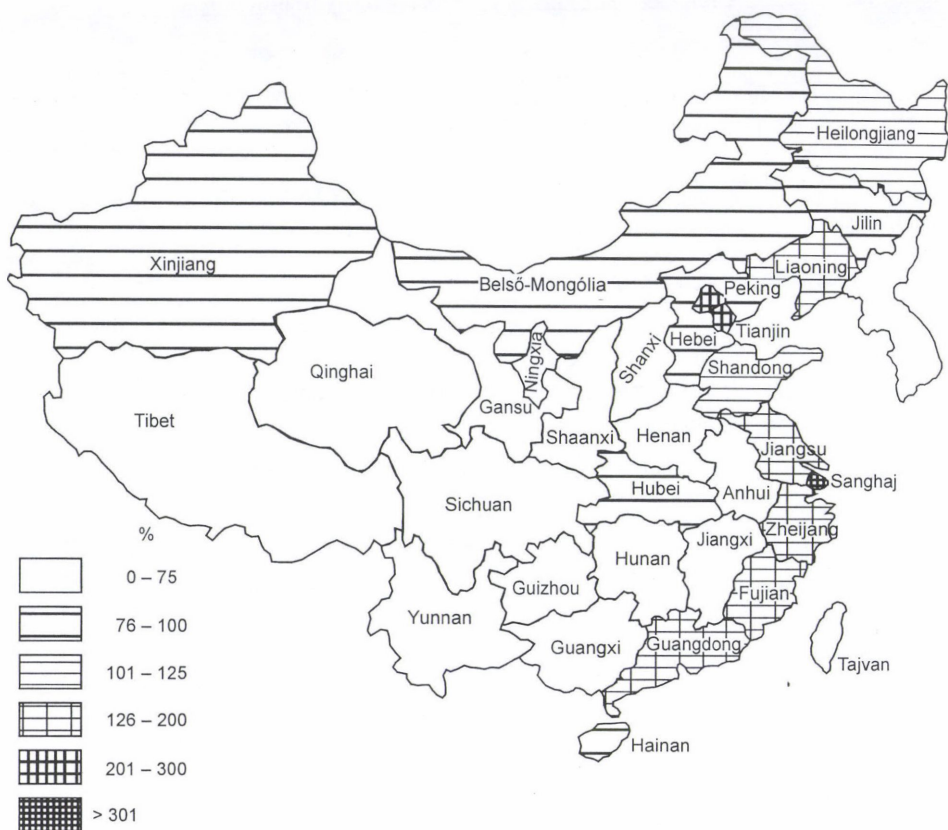 Heilongjiang
Jilin
Xinjiang
Liaoning
Belső-Mongólia
Peking
Tianjin
Hebei
Ningxia
Shanxi
Shandong
Qinghai
Gansu
Tibet
Shaanxi
Henan
Jiangsu
Sanghaj
Hubei
Anhui
Sichuan
Zheijang
Jiangxi
Hunan
Guizhou
Fujian
Yunnan
Guangxi
Guangdong
Tajvan
Hainan
%
0 – 75
76 – 100
101 – 125
126 – 200
201 – 300
> 301